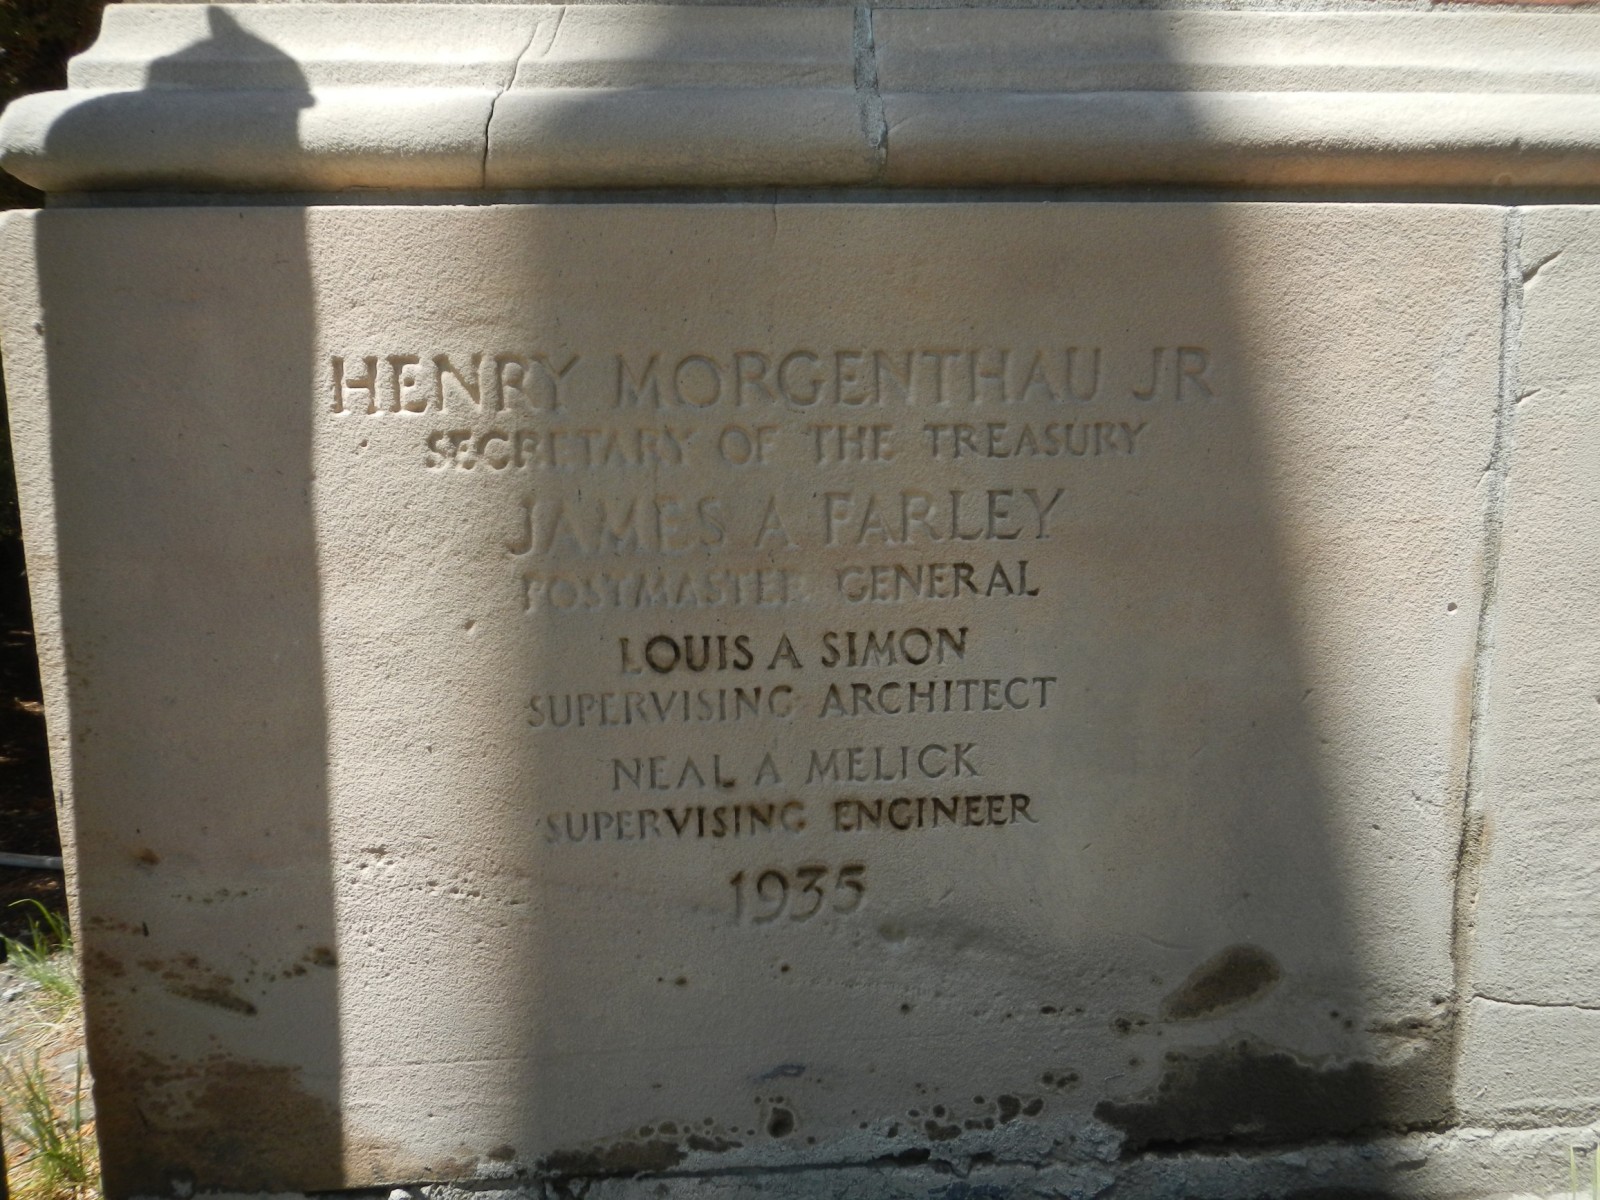 HENRY MORGENTHAU JR
SECRETARY OF THE TREASURY
JAMES A FARLEY
POSTMASTER GENERAL
LOUIS A SIMON
SUPERVISING ARCHITECT
NEAL A MELICK
SUPERVISING ENGINEER
1935